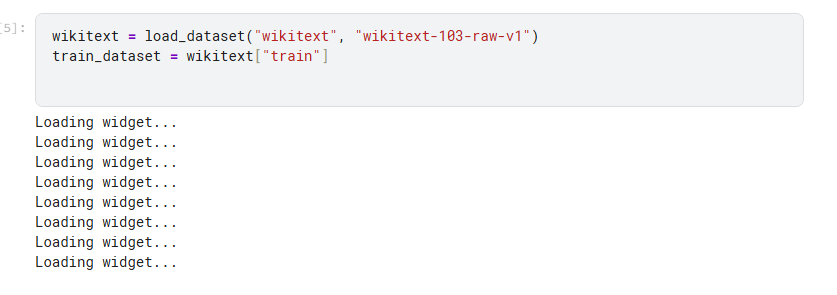 [5]:
wikitext = load_dataset("wikitext", "wikitext-103-raw-v1")
train_dataset = wikitext["train"]
Loading widget...
Loading widget...
Loading widget...
Loading widget...
Loading widget...
Loading widget...
Loading widget...
Loading widget...